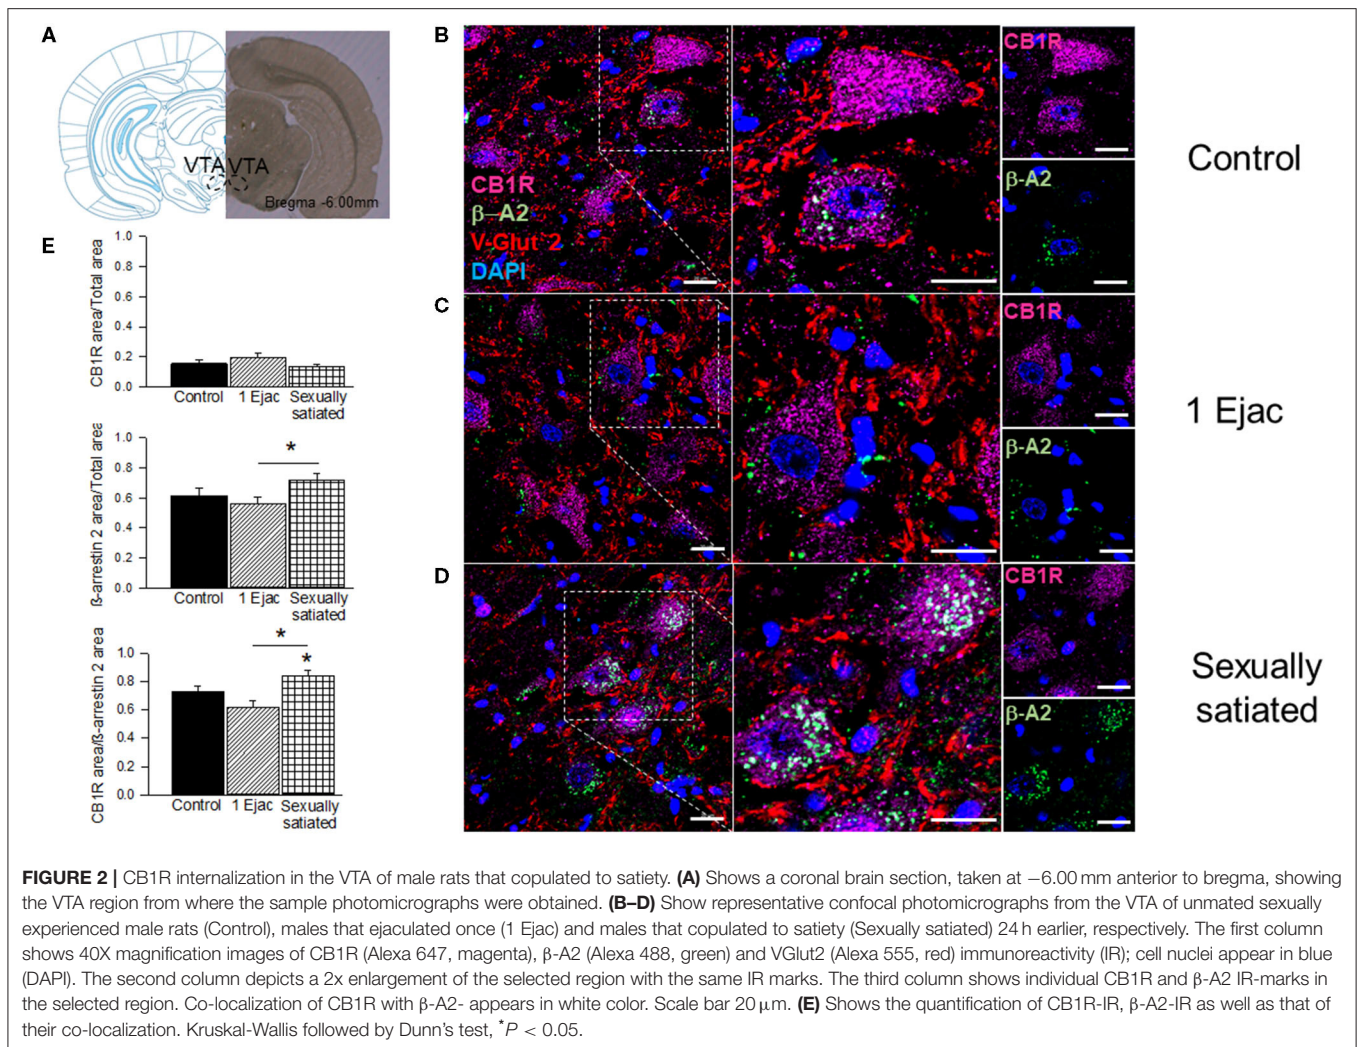 A
VTA VTA
Bregma -6.00mm
B
CB1R
β–A2
V-Glut 2
DAPI
CB1R
β-A2
Control
C
CB1R
β-A2
1 Ejac
D
CB1R
β-A2
Sexually
satiated
E
CB1R area/Total area
1.0
0.8
0.6
0.4
0.2
0.0
Control 1 Ejac Sexually
satiated
ß-arrestin 2 area/Total area
1.0
0.8
0.6
0.4
0.2
0.0
*
Control 1 Ejac Sexually
satiated
CB1R area/ß-arrestin 2 area
1.0
0.8
0.6
0.4
0.2
0.0
*
*
Control 1 Ejac Sexually
satiated
FIGURE 2 | CB1R internalization in the VTA of male rats that copulated to satiety. (A) Shows a coronal brain section, taken at −6.00 mm anterior to bregma, showing
the VTA region from where the sample photomicrographs were obtained. (B–D) Show representative confocal photomicrographs from the VTA of unmated sexually
experienced male rats (Control), males that ejaculated once (1 Ejac) and males that copulated to satiety (Sexually satiated) 24 h earlier, respectively. The first column
shows 40X magnification images of CB1R (Alexa 647, magenta), β-A2 (Alexa 488, green) and VGlut2 (Alexa 555, red) immunoreactivity (IR); cell nuclei appear in blue
(DAPI). The second column depicts a 2x enlargement of the selected region with the same IR marks. The third column shows individual CB1R and β-A2 IR-marks in
the selected region. Co-localization of CB1R with β-A2- appears in white color. Scale bar 20 μm. (E) Shows the quantification of CB1R-IR, β-A2-IR as well as that of
their co-localization. Kruskal-Wallis followed by Dunn's test, *P < 0.05.